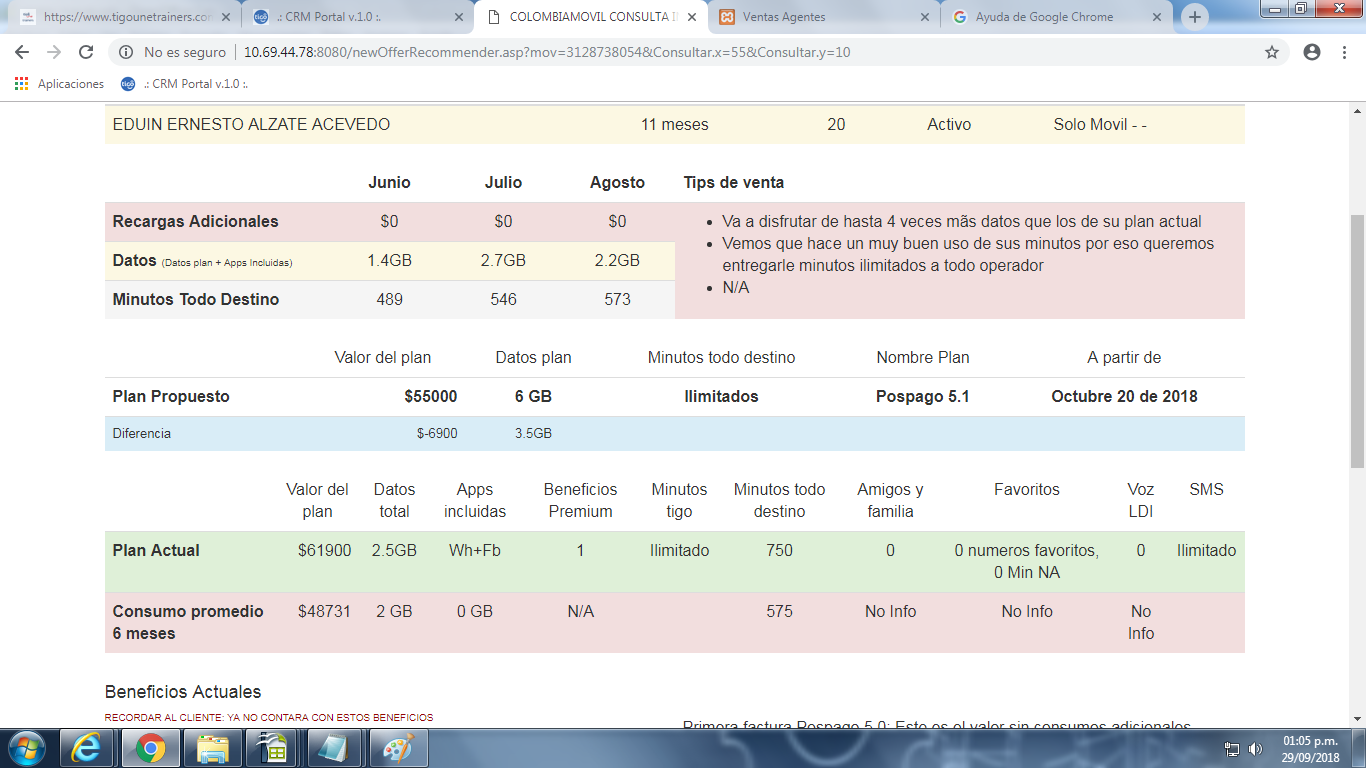 https://www.tigounetrainers.com
.: CRM Portal v.1.0 :.
COLOMBIAMOVIL CONSULTA I
Ventas Agentes
Ayuda de Google Chrome
No es seguro
10.69.44.78:8080/newOfferRecommender.asp?mov=3128738054&Consultar.x=55&Consultar.y=10
Aplicaciones
.: CRM Portal v.1.0 :.
EDUIN ERNESTO ALZATE ACEVEDO 11 meses 20 Activo Solo Movil - -
Junio Julio Agosto Tips de venta
Recargas Adicionales $0 $0 $0
Datos (Datos plan + Apps Incluidas) 1.4GB 2.7GB 2.2GB
Minutos Todo Destino 489 546 573
• Va a disfrutar de hasta 4 veces mãs datos que los de su plan actual
• Vemos que hace un muy buen uso de sus minutos por eso queremos
entregarle minutos ilimitados a todo operador
• N/A
Valor del plan Datos plan Minutos todo destino Nombre Plan A partir de
Plan Propuesto $55000 6 GB Ilimitados Pospago 5.1 Octubre 20 de 2018
Diferencia $-6900 3.5GB
Valor del Datos Apps Beneficios Minutos Minutos todo Amigos y Favoritos Voz SMS
plan total incluidas Premium tigo destino familia LDI
Plan Actual $61900 2.5GB Wh+Fb 1 Ilimitado 750 0 0 numeros favoritos, 0 Ilimitado
0 Min NA
Consumo promedio $48731 2 GB 0 GB N/A 575 No Info No Info No
6 meses Info
Beneficios Actuales
RECORDAR AL CLIENTE: YA NO CONTARA CON ESTOS BENEFICIOS
Primera factura Pospago 5.0: Este es el valor sin consumos adicionales
01:05 p.m.
29/09/2018